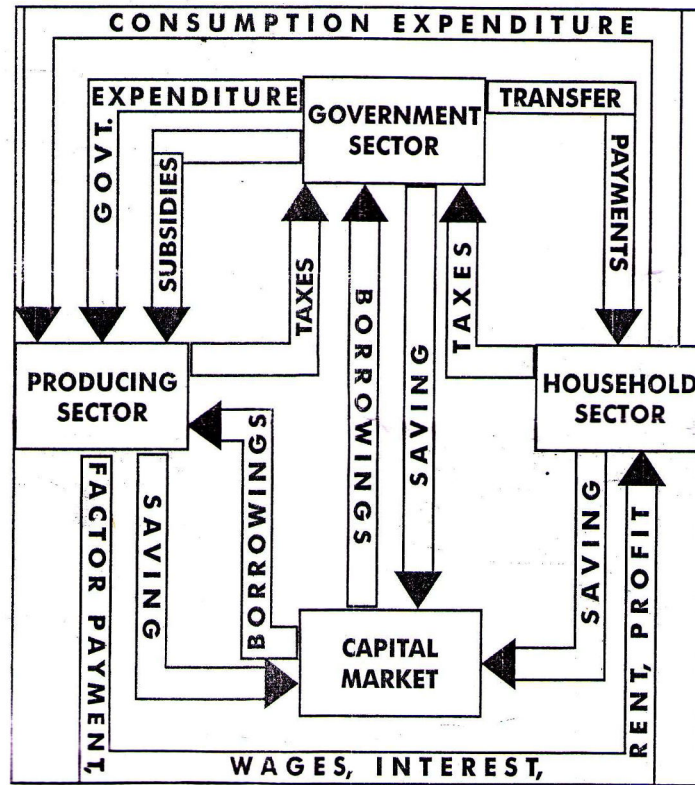 CONSUMPTION EXPENDITURE
EXPENDITURE
GOVT.
SUBSIDIES
GOVERNMENT
SECTOR
TRANSFER
PAYMENTS
TAXES
BORROWINGS
SAVING
TAXES
PRODUCING
SECTOR
HOUSEHOLD
SECTOR
FACTOR PAYMENT,
SAVING
BORROWINGS
CAPITAL
MARKET
SAVING
RENT, PROFIT
WAGES, INTEREST,